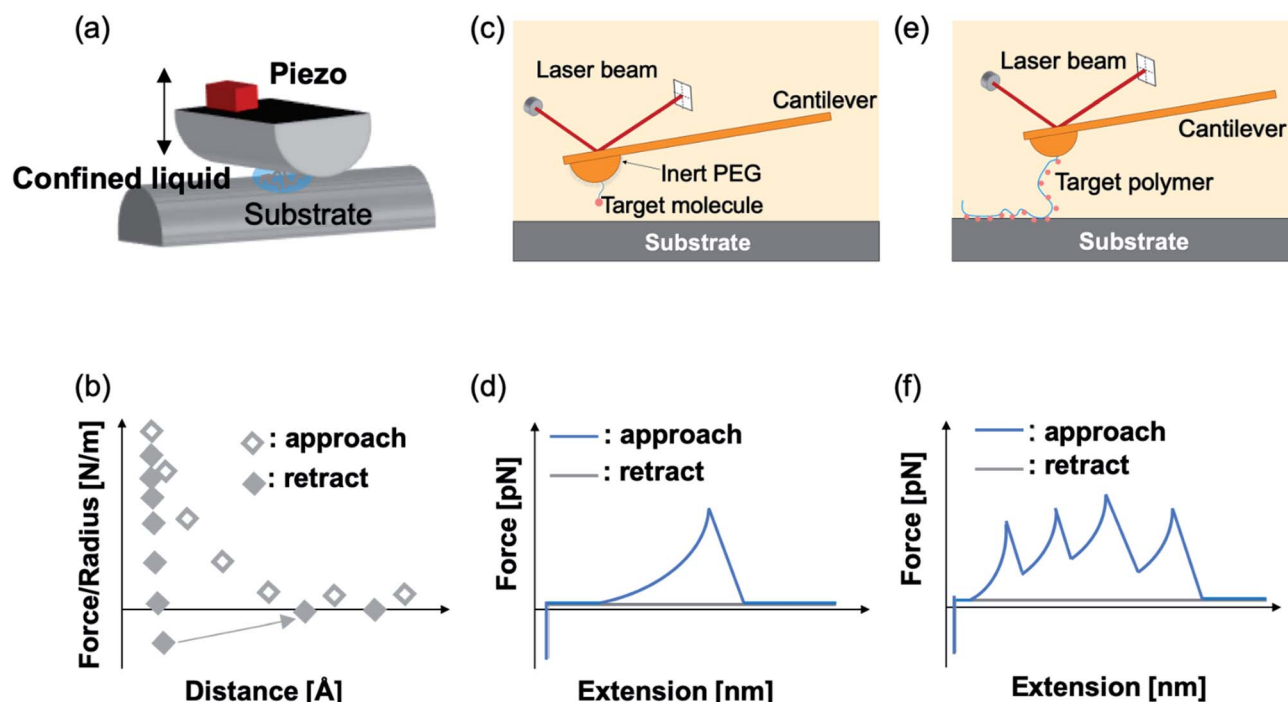 (a)
Piezo
Confined liquid
Substrate
(c)
Laser beam
Cantilever
Inert PEG
Target molecule
Substrate
(e)
Laser beam
Cantilever
Target polymer
Substrate
(b)
Force/Radius [N/m]
: approach
: retract
Distance [Å]
(d)
Force [pN]
: approach
: retract
Extension [nm]
(f)
Force [pN]
: approach
: retract
Extension [nm]